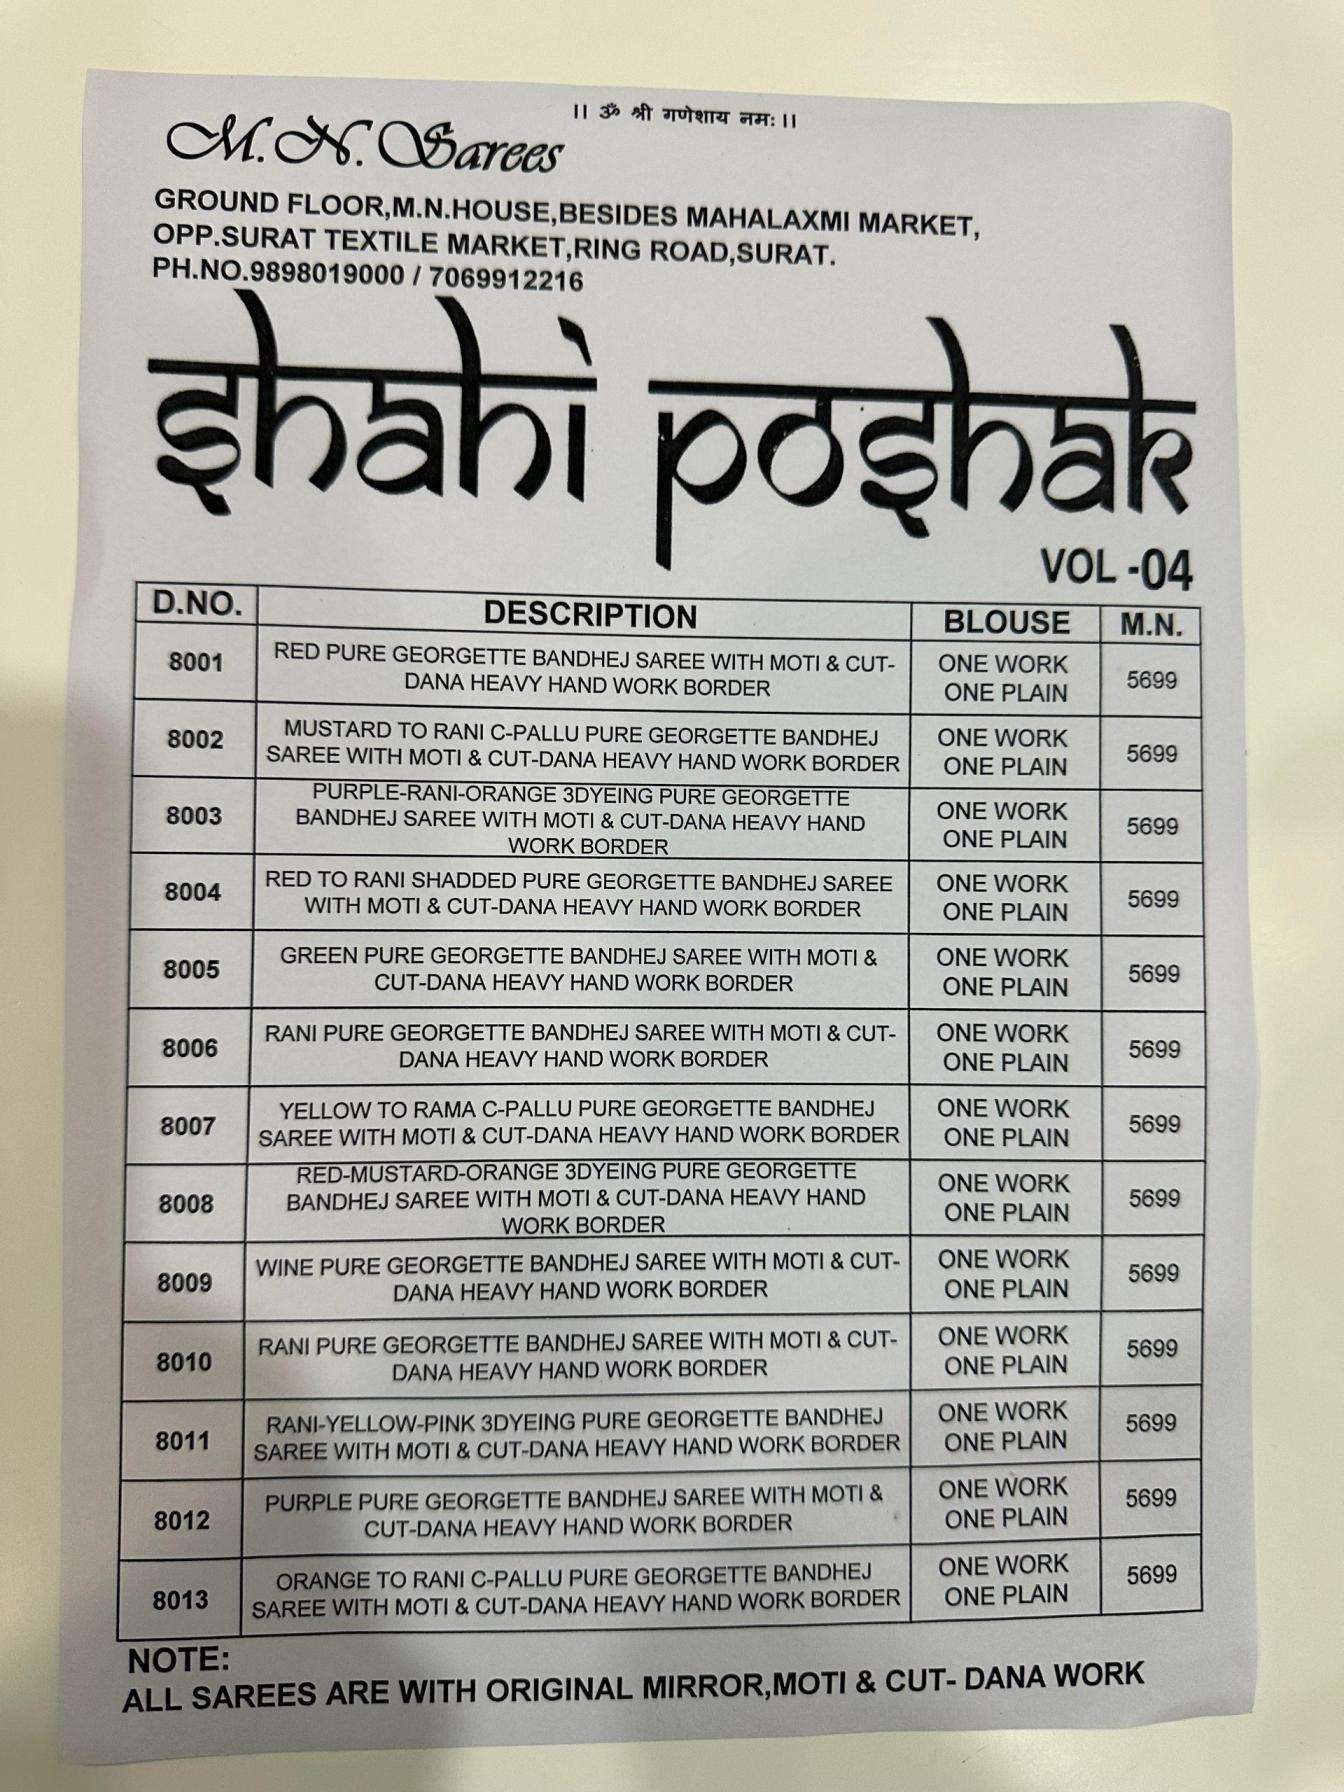 ।। ॐ श्री गणेशाय नमः ।।
M.N. Sarees
GROUND FLOOR,M.N.HOUSE,BESIDES MAHALAXMI MARKET,
OPP.SURAT TEXTILE MARKET,RING ROAD,SURAT.
PH.NO.9898019000 / 7069912216
shahi poshak
VOL -04
D.NO. DESCRIPTION BLOUSE M.N.
8001 RED PURE GEORGETTE BANDHEJ SAREE WITH MOTI & CUT-
DANA HEAVY HAND WORK BORDER
ONE WORK
ONE PLAIN
5699
8002 MUSTARD TO RANI C-PALLU PURE GEORGETTE BANDHEJ
SAREE WITH MOTI & CUT-DANA HEAVY HAND WORK BORDER
ONE WORK
ONE PLAIN
5699
8003 PURPLE-RANI-ORANGE 3DYEING PURE GEORGETTE
BANDHEJ SAREE WITH MOTI & CUT-DANA HEAVY HAND
WORK BORDER
ONE WORK
ONE PLAIN
5699
8004 RED TO RANI SHADDED PURE GEORGETTE BANDHEJ SAREE
WITH MOTI & CUT-DANA HEAVY HAND WORK BORDER
ONE WORK
ONE PLAIN
5699
8005 GREEN PURE GEORGETTE BANDHEJ SAREE WITH MOTI &
CUT-DANA HEAVY HAND WORK BORDER
ONE WORK
ONE PLAIN
5699
8006 RANI PURE GEORGETTE BANDHEJ SAREE WITH MOTI & CUT-
DANA HEAVY HAND WORK BORDER
ONE WORK
ONE PLAIN
5699
8007 YELLOW TO RAMA C-PALLU PURE GEORGETTE BANDHEJ
SAREE WITH MOTI & CUT-DANA HEAVY HAND WORK BORDER
ONE WORK
ONE PLAIN
5699
8008 RED-MUSTARD-ORANGE 3DYEING PURE GEORGETTE
BANDHEJ SAREE WITH MOTI & CUT-DANA HEAVY HAND
WORK BORDER
ONE WORK
ONE PLAIN
5699
8009 WINE PURE GEORGETTE BANDHEJ SAREE WITH MOTI & CUT-
DANA HEAVY HAND WORK BORDER
ONE WORK
ONE PLAIN
5699
8010 RANI PURE GEORGETTE BANDHEJ SAREE WITH MOTI & CUT-
DANA HEAVY HAND WORK BORDER
ONE WORK
ONE PLAIN
5699
8011 RANI-YELLOW-PINK 3DYEING PURE GEORGETTE BANDHEJ
SAREE WITH MOTI & CUT-DANA HEAVY HAND WORK BORDER
ONE WORK
ONE PLAIN
5699
8012 PURPLE PURE GEORGETTE BANDHEJ SAREE WITH MOTI &
CUT-DANA HEAVY HAND WORK BORDER
ONE WORK
ONE PLAIN
5699
8013 ORANGE TO RANI C-PALLU PURE GEORGETTE BANDHEJ
SAREE WITH MOTI & CUT-DANA HEAVY HAND WORK BORDER
ONE WORK
ONE PLAIN
5699
NOTE:
ALL SAREES ARE WITH ORIGINAL MIRROR,MOTI & CUT- DANA WORK